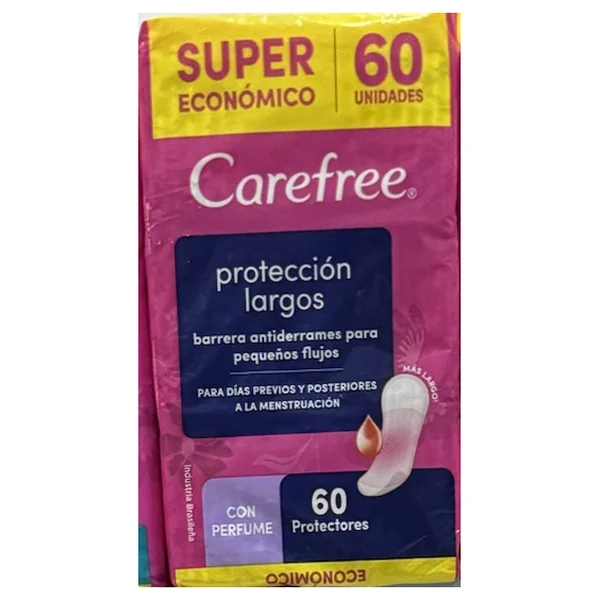 SUPER
ECONÓMICO
60
UNIDADES
Carefree®
protección
largos
barrera antiderrames para
pequeños flujos
PARA DÍAS PREVIOS Y POSTERIORES
A LA MENSTRUACIÓN
MÁS LARGO
Industria Brasileña
CON
PERFUME
60
Protectores
ECONÓMICO